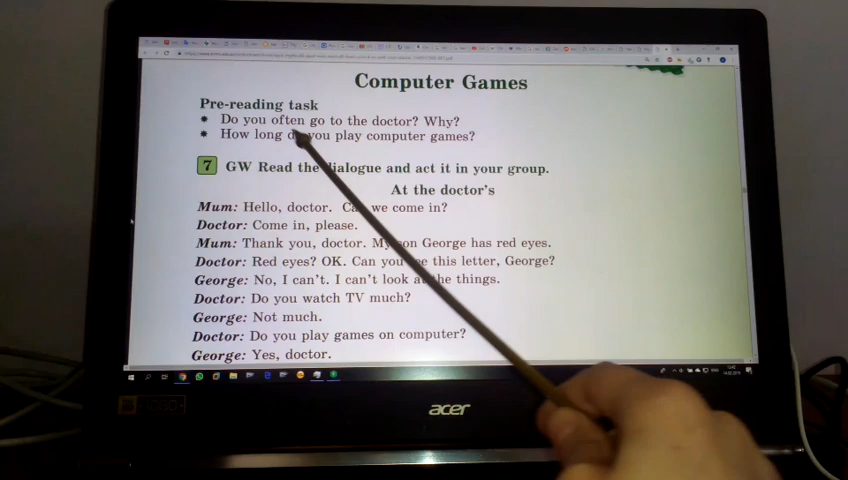 Computer Games
Pre-reading task
* Do you often go to the doctor? Why?
* How long do you play computer games?
7 GW Read the dialogue and act it in your group.
At the doctor's
Mum: Hello, doctor. Can we come in?
Doctor: Come in, please.
Mum: Thank you, doctor. My son George has red eyes.
Doctor: Red eyes? OK. Can you see this letter, George?
George: No, I can't. I can't look at the things.
Doctor: Do you watch TV much?
George: Not much.
Doctor: Do you play games on computer?
George: Yes, doctor.
acer